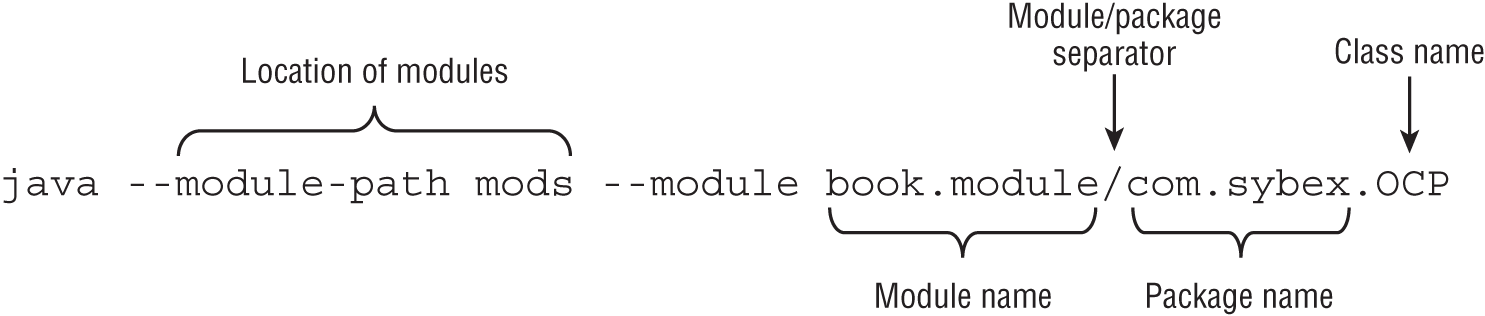 Module/package
separator
Class name
Location of modules
java --module-path mods --module book.module/com.sybex.OCP
Module name
Package name